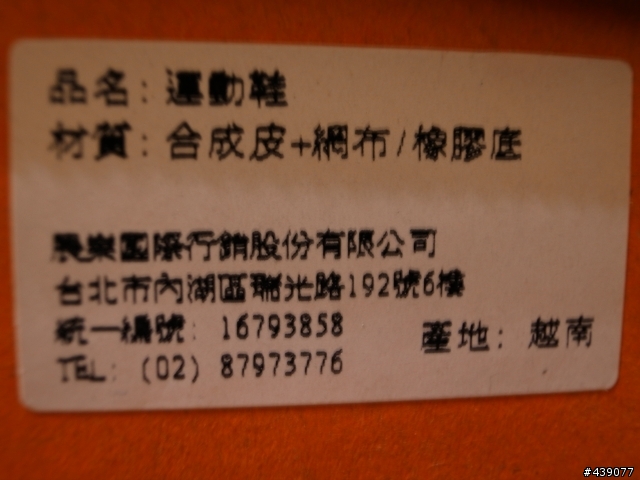 品名: 運動鞋
材質: 合成皮+網布/橡膠底
農樂國際行銷股份有限公司
台北市內湖區瑞光路192號6樓
統一編號: 16793858
產地: 越南
TEL: (02) 87973776
#439077